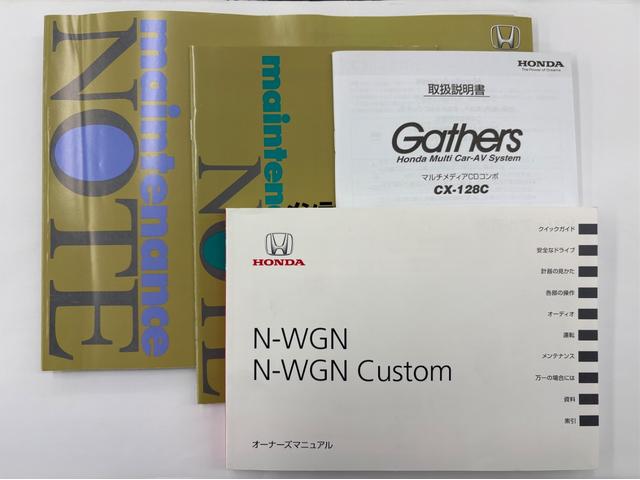 maintenance
NOTE
maintenance
NOTE
HONDA
The Power of Dreams
取扱説明書
Gathers
Honda Multi Car-AV System
マルチメディアCDコンポ
CX-128C
HONDA
N-WGN
N-WGN Custom
オーナーズマニュアル
クイックガイド
安全なドライブ
計器の見かた
各部の操作
オーディオ
運転
メンテナンス
万一の場合には
資料
索引